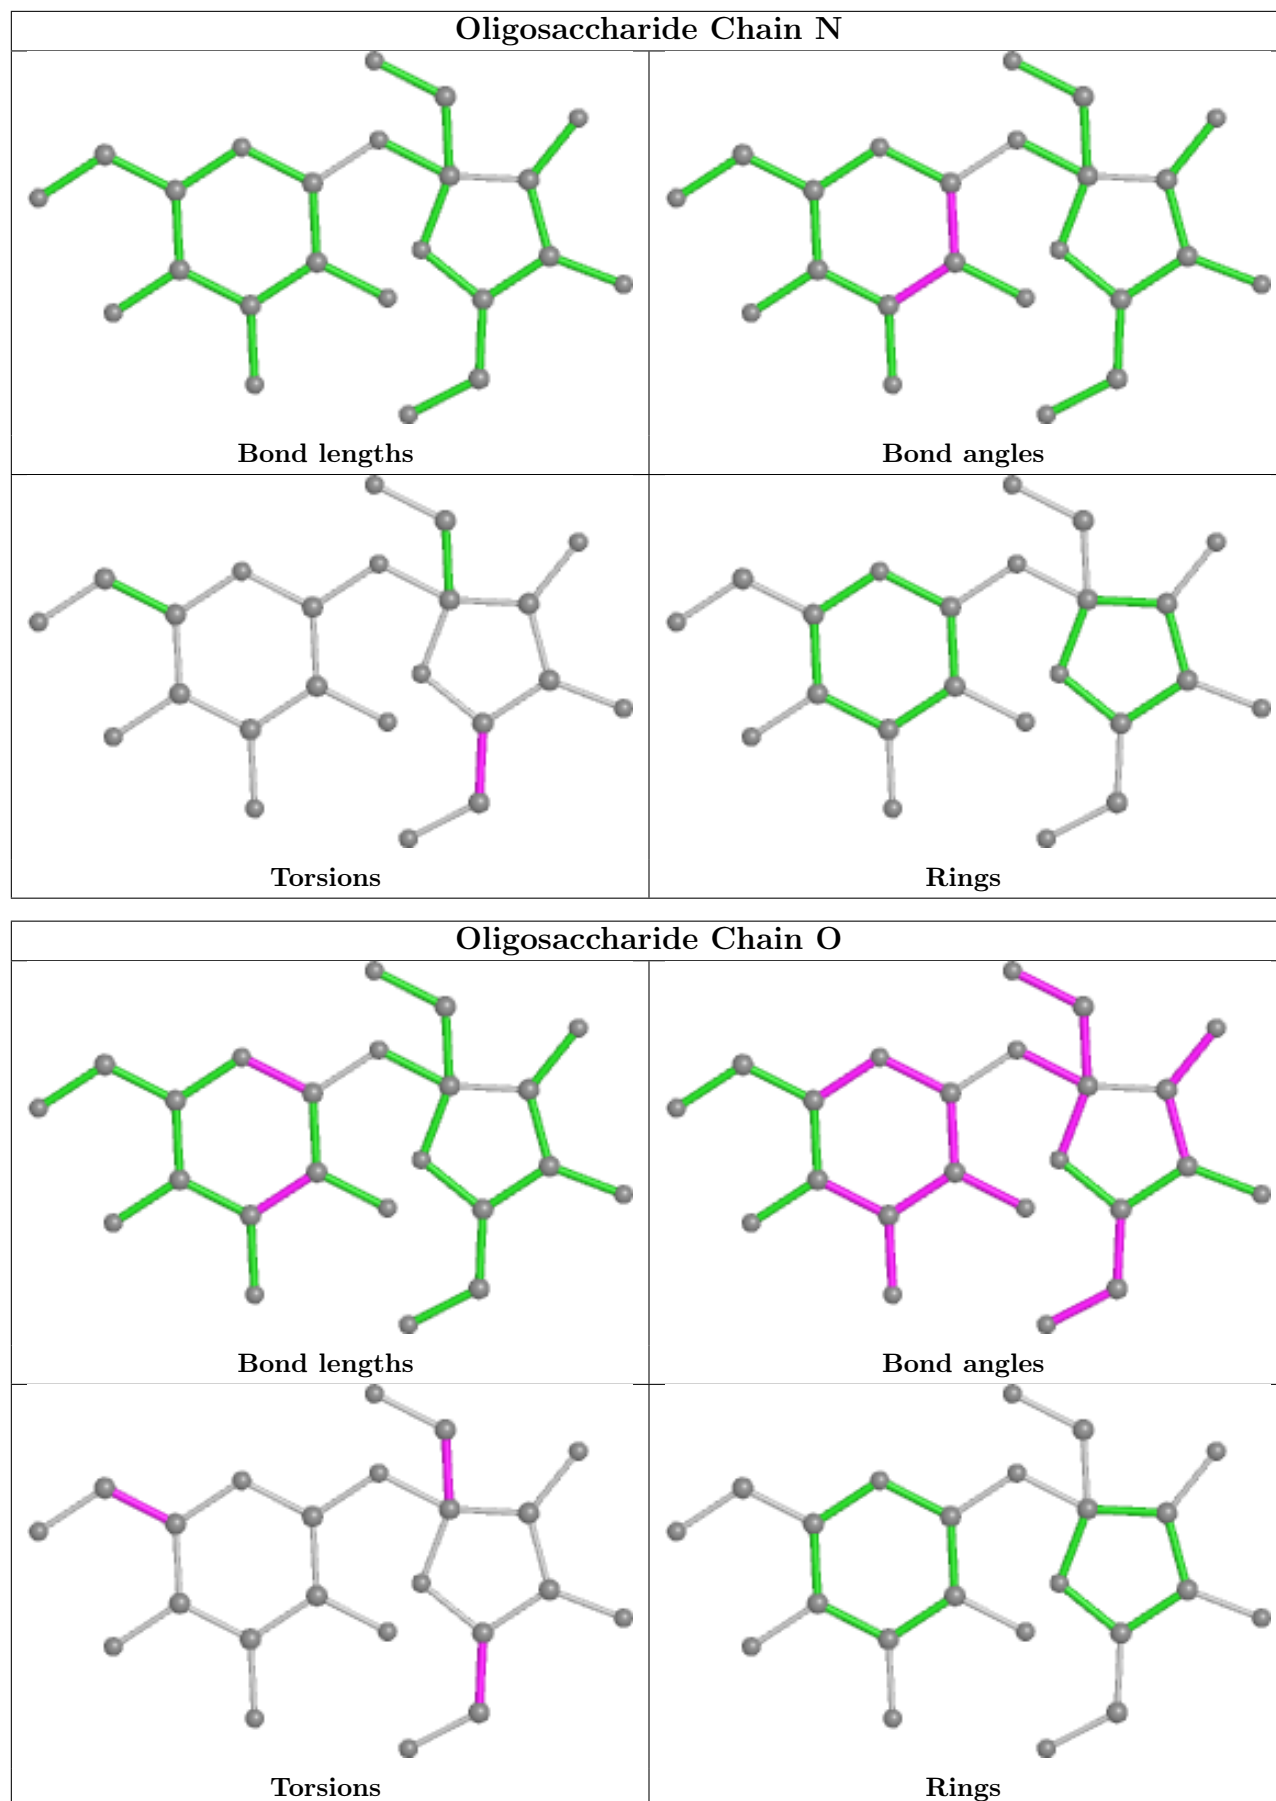 Oligosaccharide Chain N
Bond lengths
Bond angles
Torsions
Rings
Oligosaccharide Chain O
Bond lengths
Bond angles
Torsions
Rings